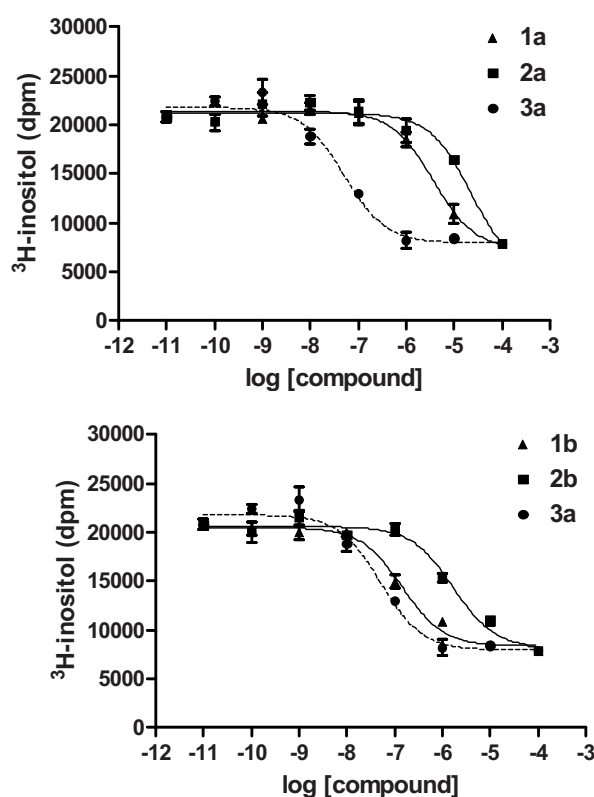 1a
2a
3a
30000
25000
20000
15000
10000
5000
0
³H-inositol (dpm)
-12 -11 -10 -9 -8 -7 -6 -5 -4 -3
log [compound]
1b
2b
3a
30000
25000
20000
15000
10000
5000
0
³H-inositol (dpm)
-12 -11 -10 -9 -8 -7 -6 -5 -4 -3
log [compound]